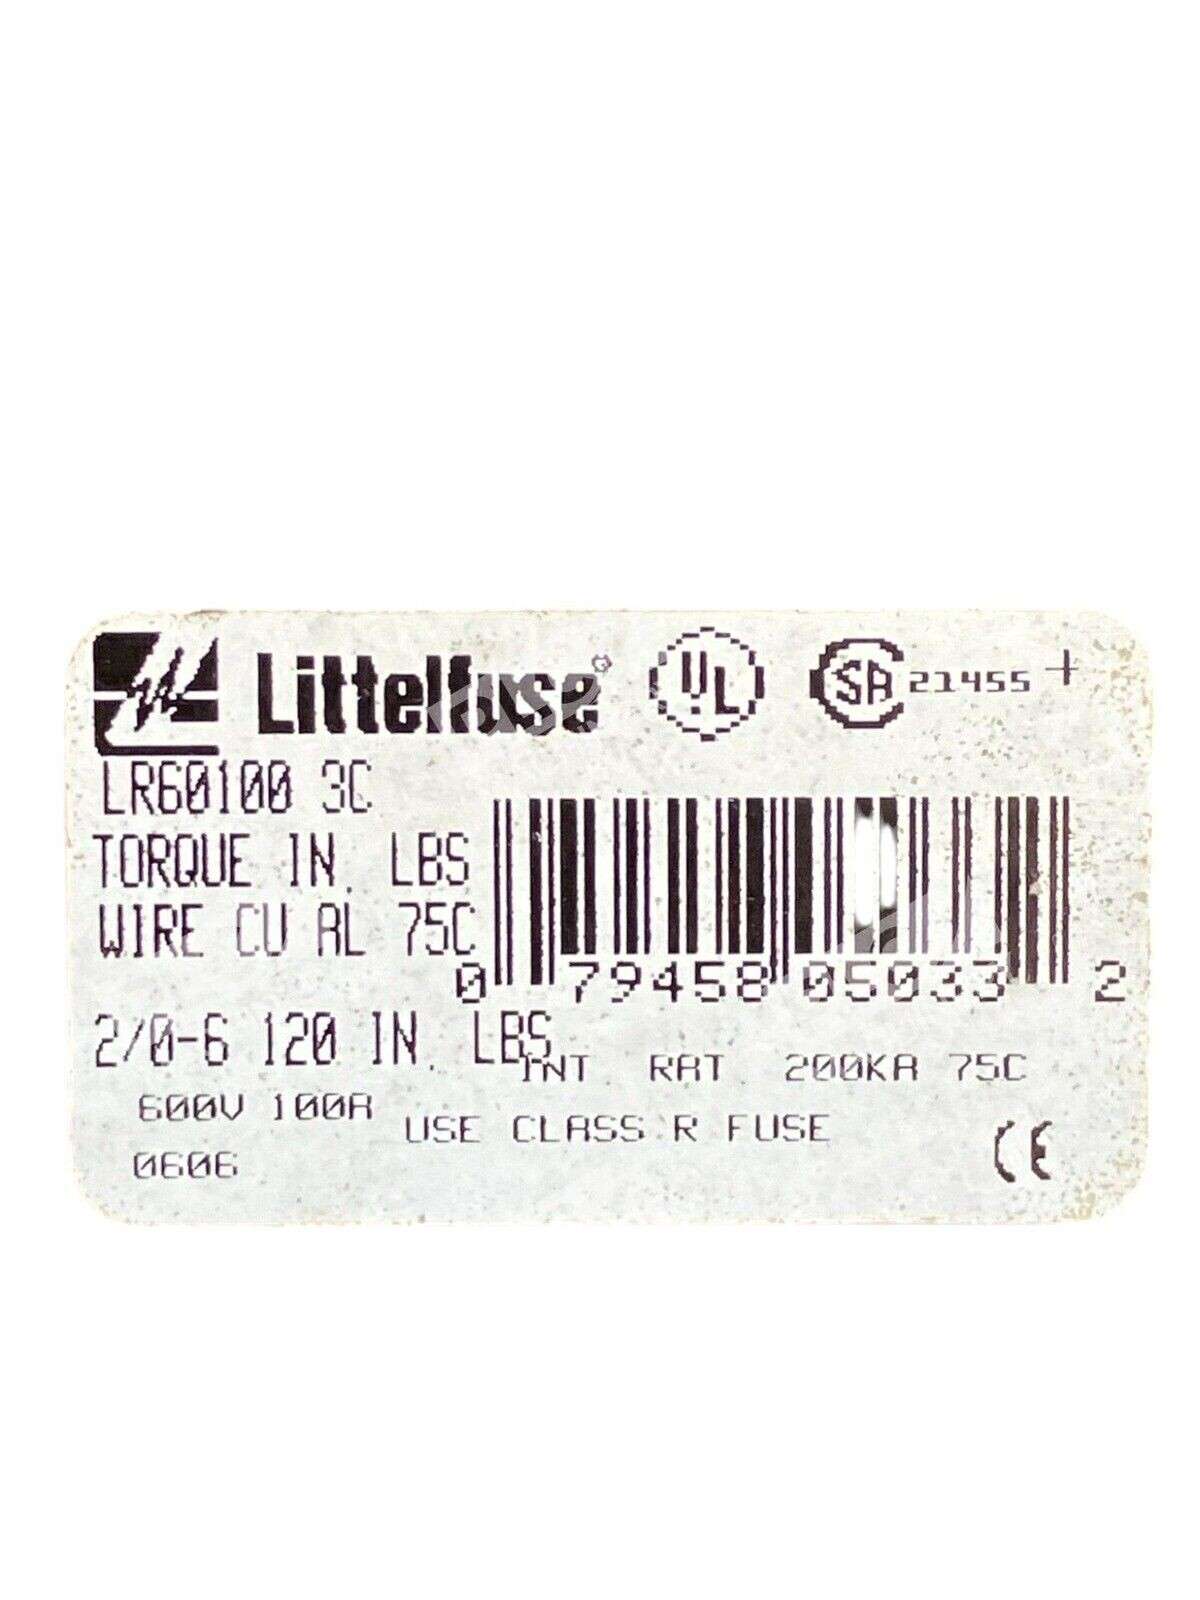 Littelfuse®
UL
CSA 21455
LR60100 3C
TORQUE IN. LBS
WIRE CU AL 75C
0 79458 05033 2
2/0-6 120 IN. LBS
INT RAT 200KA 75C
600V 100A
USE CLASS R FUSE
0606
CE